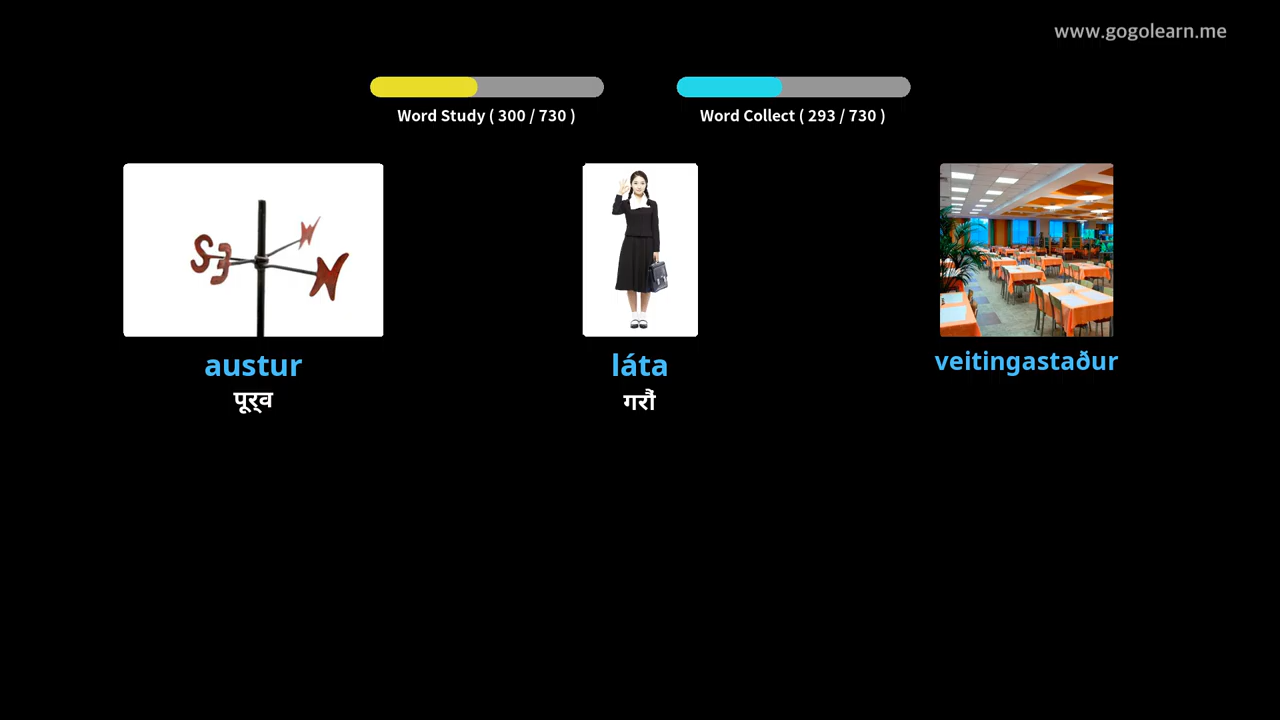 www.gogolearn.me
Word Study ( 300 / 730 )
Word Collect ( 293 / 730 )
S
E
W
N
austur
láta
veitingastaður
पूर्व
गरौं